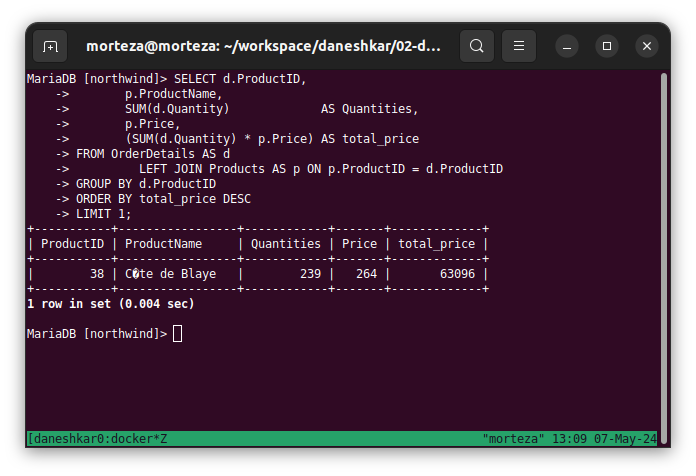 morteza@morteza: ~/workspace/daneshkar/02-d…
MariaDB [northwind]> SELECT d.ProductID,
    ->        p.ProductName,
    ->        SUM(d.Quantity)             AS Quantities,
    ->        p.Price,
    ->        (SUM(d.Quantity) * p.Price) AS total_price
    -> FROM OrderDetails AS d
    ->          LEFT JOIN Products AS p ON p.ProductID = d.ProductID
    -> GROUP BY d.ProductID
    -> ORDER BY total_price DESC
    -> LIMIT 1;
+-----------+-----------------+------------+-------+-------------+
| ProductID | ProductName     | Quantities | Price | total_price |
+-----------+-----------------+------------+-------+-------------+
|        38 | C�te de Blaye   |        239 |   264 |       63096 |
+-----------+-----------------+------------+-------+-------------+
1 row in set (0.004 sec)
MariaDB [northwind]>
[daneshkar0:docker*Z "morteza" 13:09 07-May-24